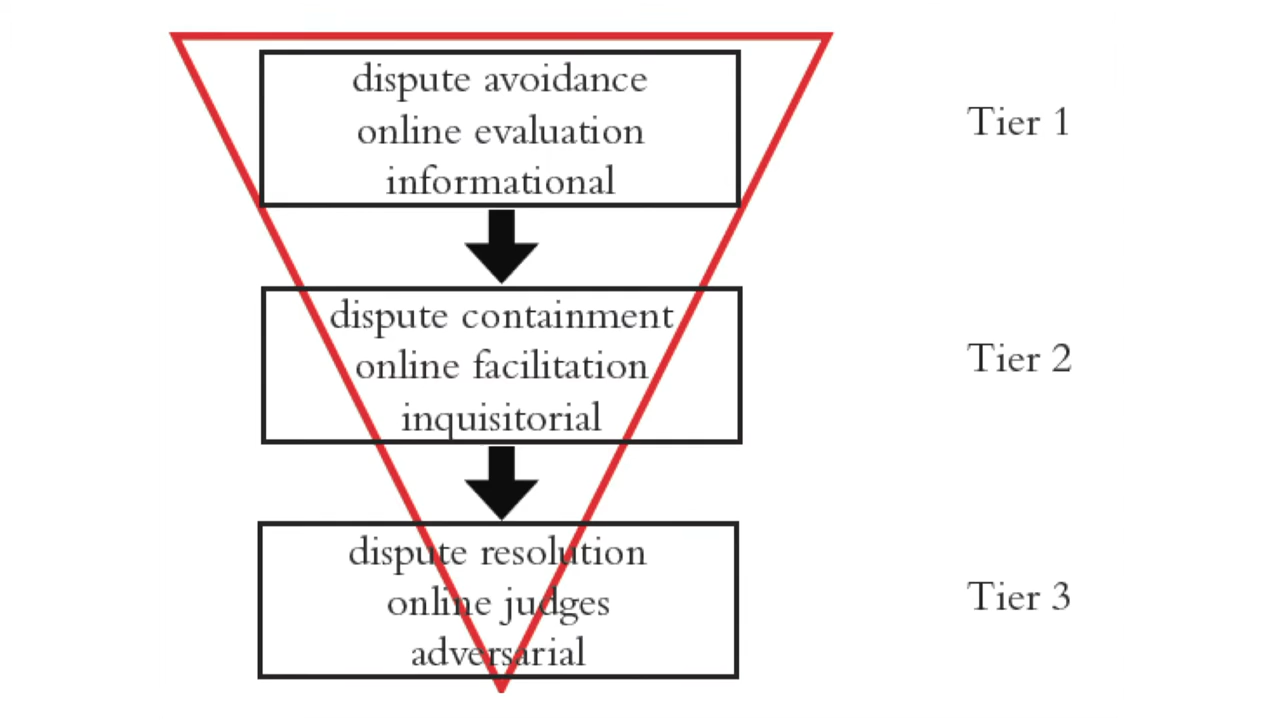 dispute avoidance
online evaluation
informational
Tier 1
dispute containment
online facilitation
inquisitorial
Tier 2
dispute resolution
online judges
adversarial
Tier 3